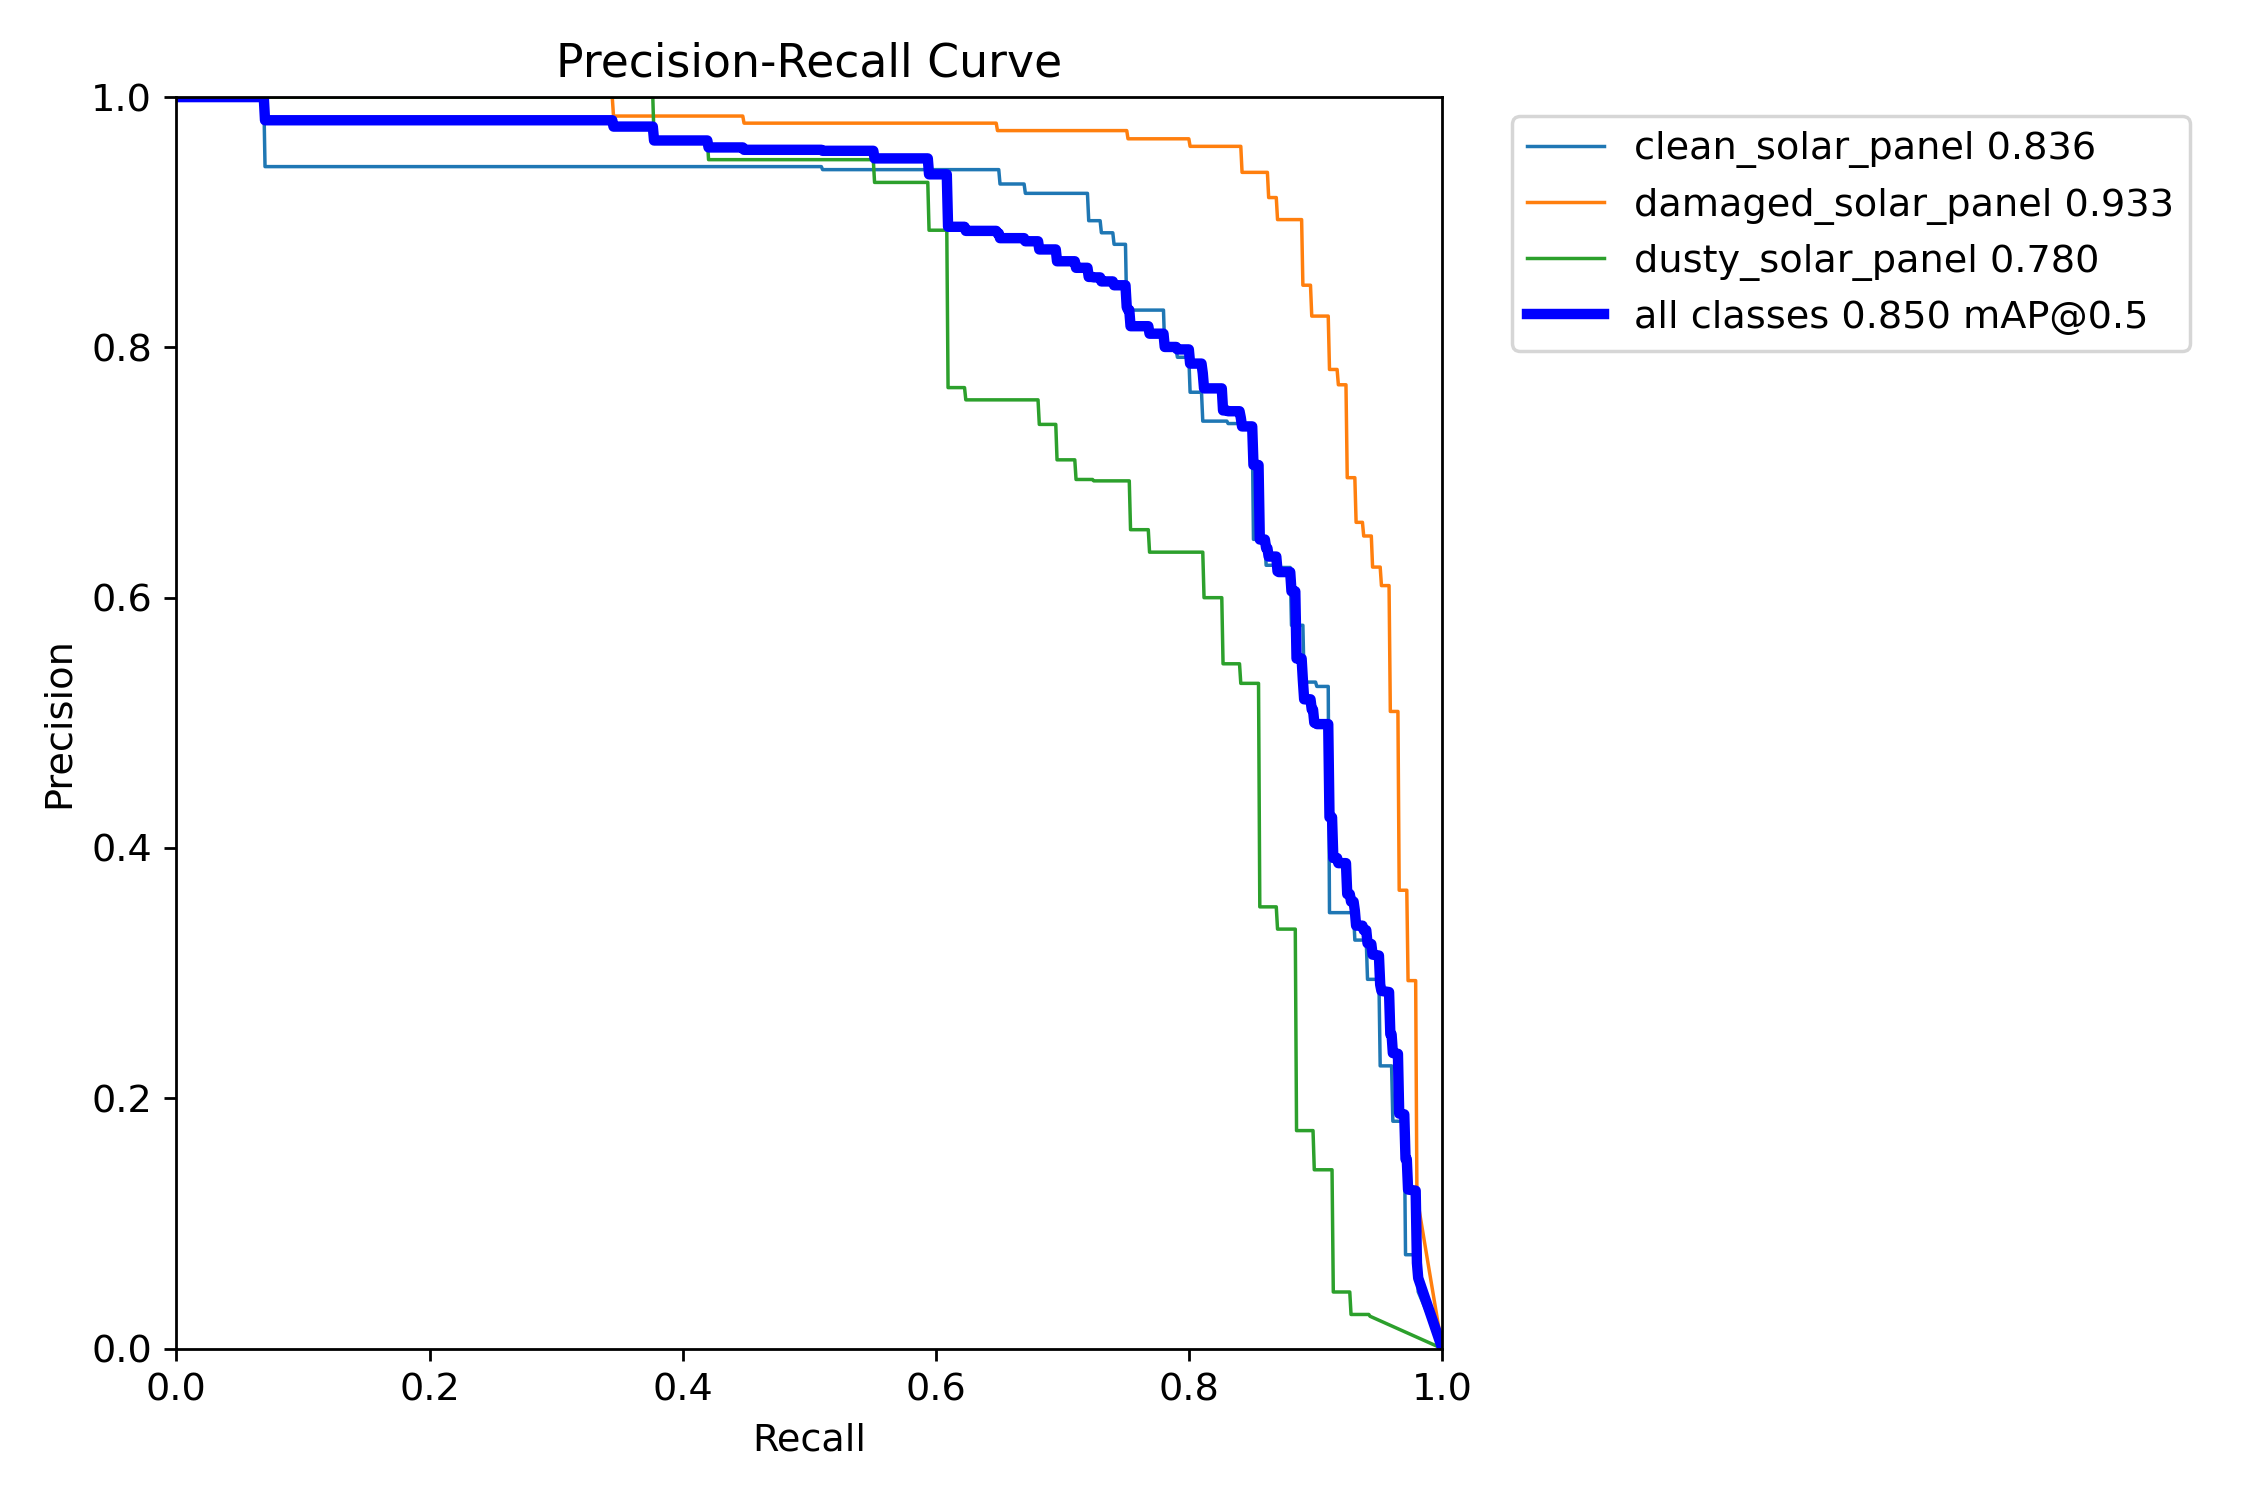 Precision-Recall Curve
1.0
0.8
0.6
0.4
0.2
0.0
Precision
0.0 0.2 0.4 0.6 0.8 1.0
Recall
clean_solar_panel 0.836
damaged_solar_panel 0.933
dusty_solar_panel 0.780
all classes 0.850 mAP@0.5